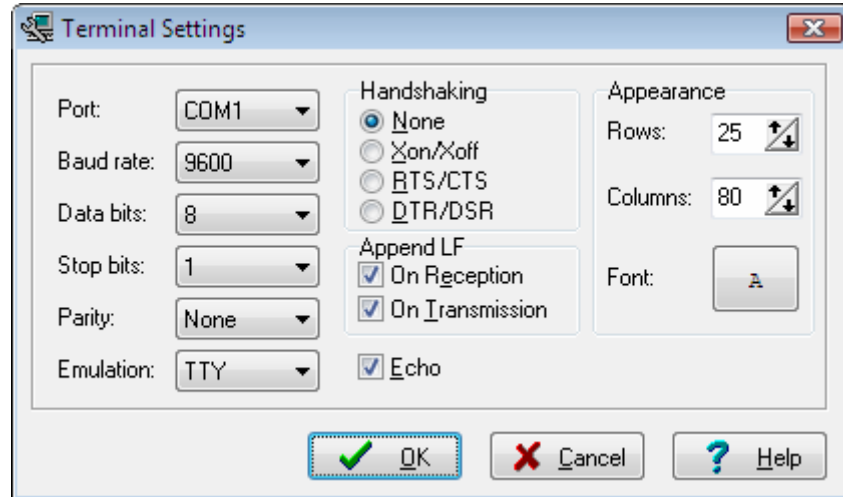 Terminal Settings
Port: COM1
Baud rate: 9600
Data bits: 8
Stop bits: 1
Parity: None
Emulation: TTY
Handshaking
None
Xon/Xoff
RTS/CTS
DTR/DSR
Append LF
On Reception
On Transmission
Echo
Appearance
Rows: 25
Columns: 80
Font: A
OK
Cancel
Help